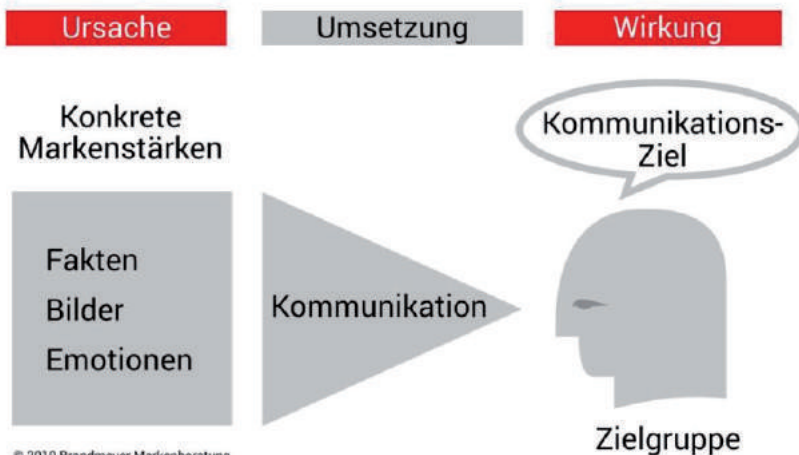 Ursache
Umsetzung
Wirkung
Konkrete
Markenstärken
Kommunikations-
Ziel
Fakten
Bilder
Emotionen
Kommunikation
Zielgruppe